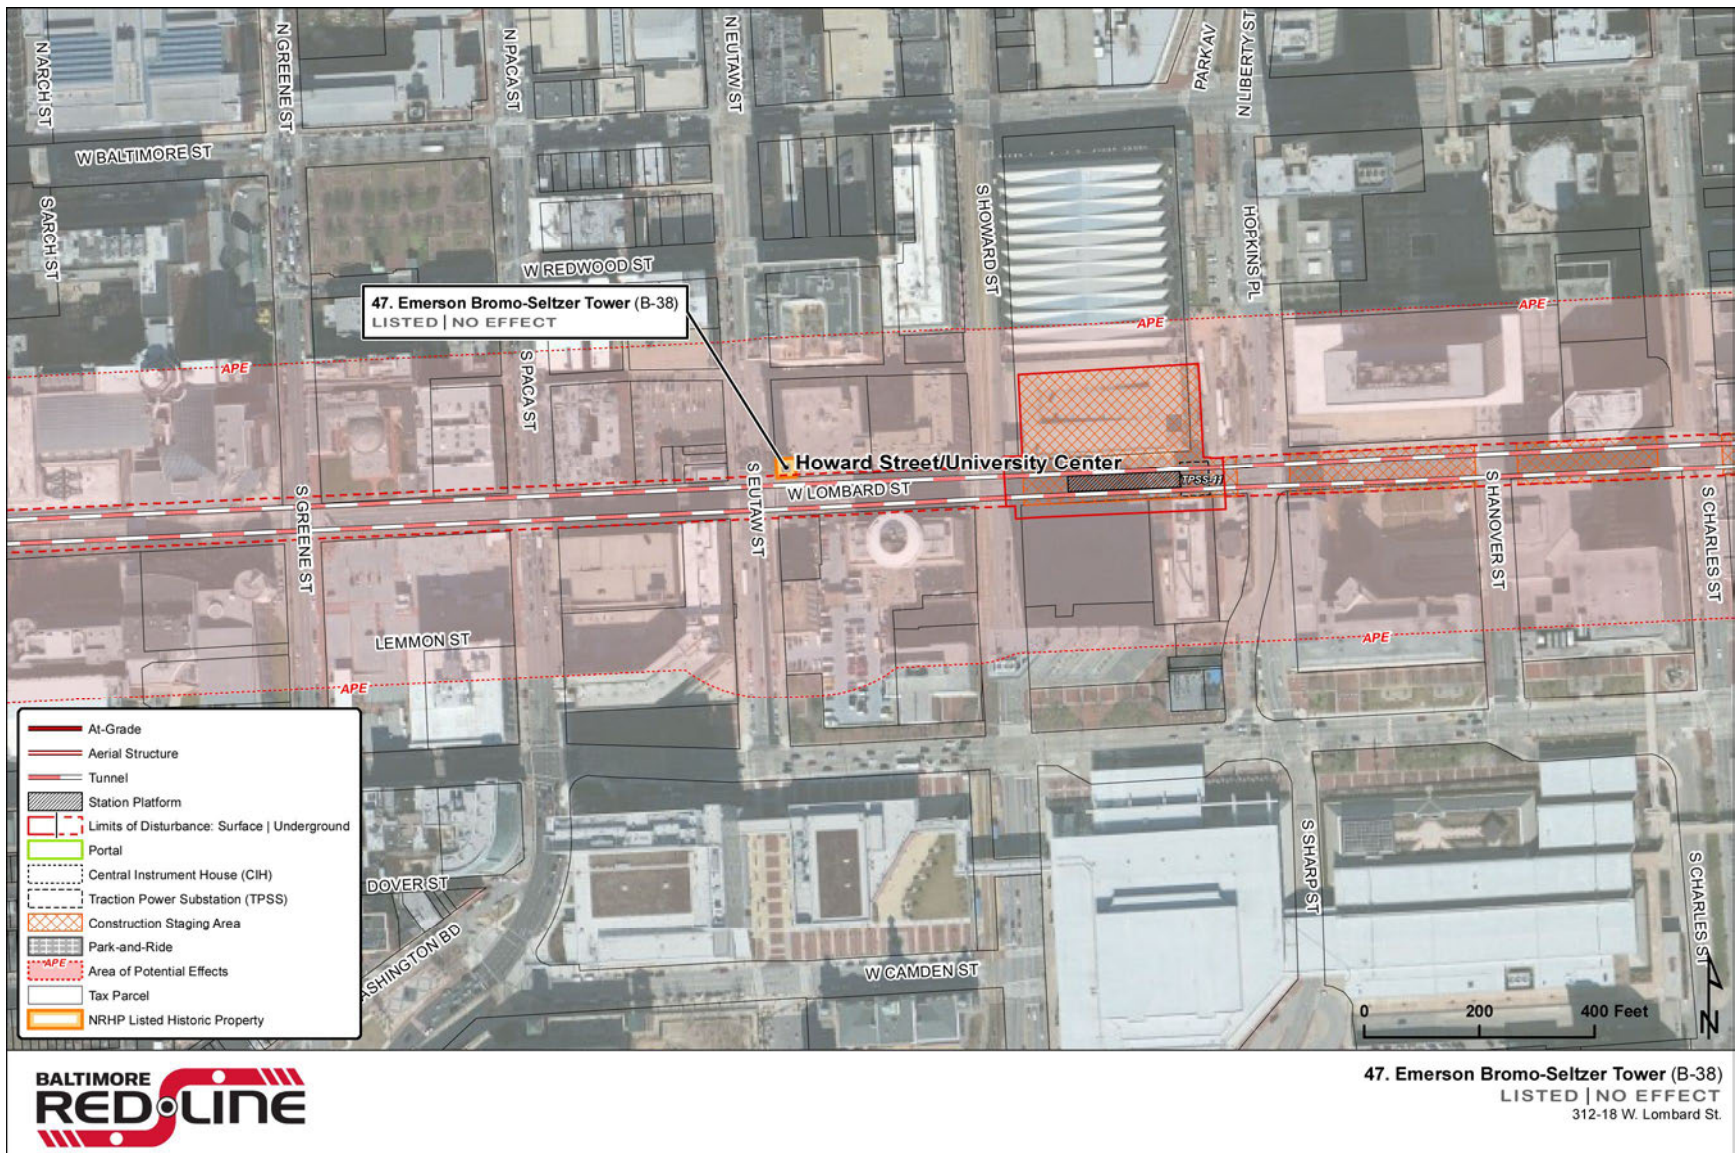 N ARCH ST
N GREENE ST
N PACA ST
N EUTAW ST
PARK AV
N LIBERTY ST
W BALTIMORE ST
S ARCH ST
S HOWARD ST
HOPKINS PL
W REDWOOD ST
47. Emerson Bromo-Seltzer Tower (B-38)
LISTED | NO EFFECT
APE
APE
APE
S PACA ST
Howard Street/University Center
W LOMBARD ST
TPSS-11
S GREENE ST
S EUTAW ST
S HANOVER ST
S CHARLES ST
LEMMON ST
APE
APE
At-Grade
Aerial Structure
Tunnel
Station Platform
Limits of Disturbance: Surface | Underground
Portal
Central Instrument House (CIH)
Traction Power Substation (TPSS)
Construction Staging Area
Park-and-Ride
APE
Area of Potential Effects
Tax Parcel
NRHP Listed Historic Property
DOVER ST
ASHINGTON BD
W CAMDEN ST
S SHARP ST
S CHARLES ST
0 200 400 Feet
N
BALTIMORE
RED LINE
47. Emerson Bromo-Seltzer Tower (B-38)
LISTED | NO EFFECT
312-18 W. Lombard St.